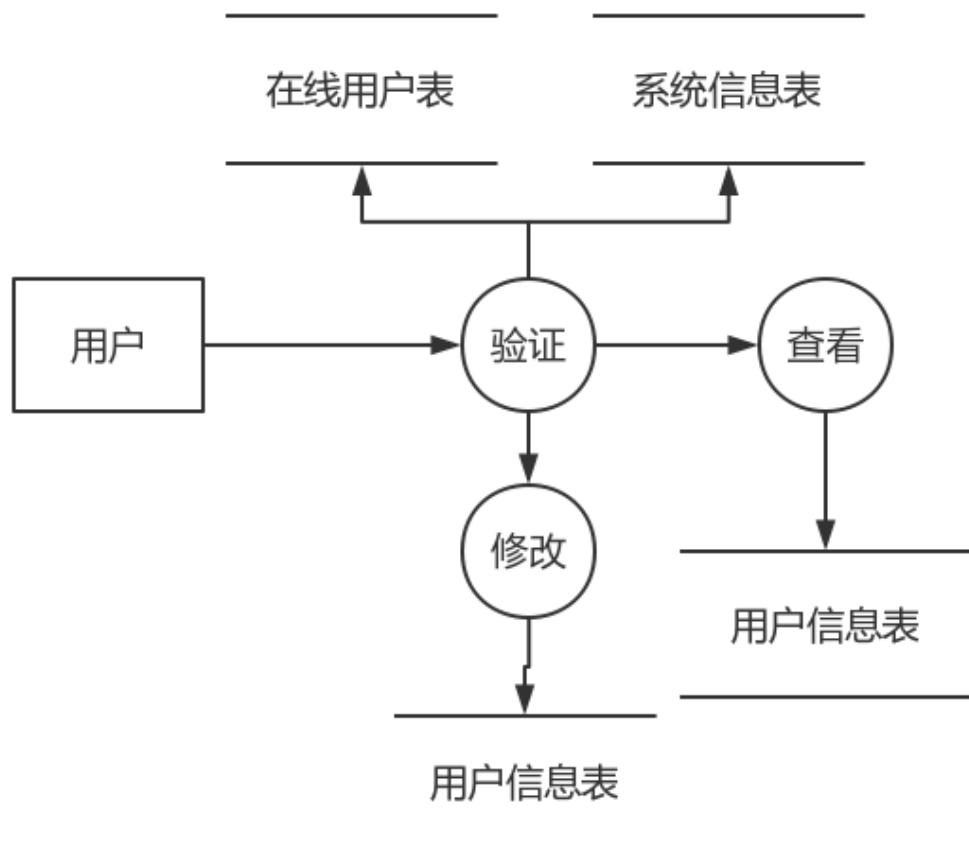 在线用户表
系统信息表
用户
验证
查看
修改
用户信息表
用户信息表